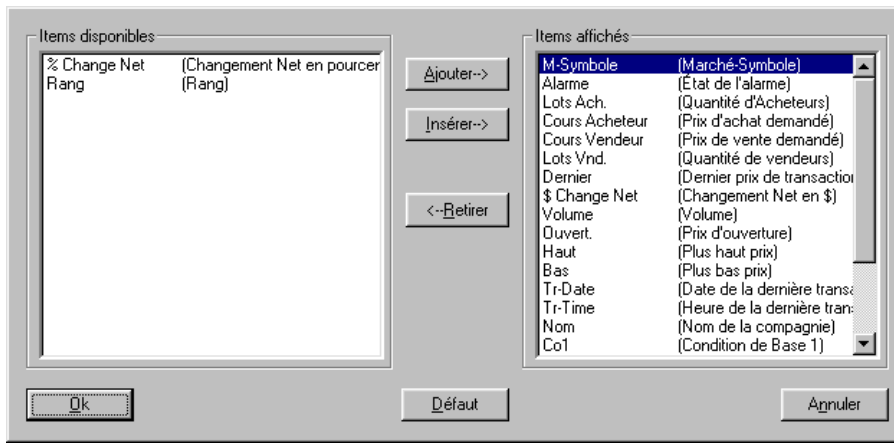 Items disponibles
% Change Net (Changement Net en pourcer
Rang (Rang)
Ajouter-->
Insérer-->
<--Retirer
Items affichés
M-Symbole (Marché-Symbole)
Alarme (État de l'alarme)
Lots Ach. (Quantité d'Acheteurs)
Cours Acheteur (Prix d'achat demandé)
Cours Vendeur (Prix de vente demandé)
Lots Vnd. (Quantité de vendeurs)
Dernier (Dernier prix de transaction
$ Change Net (Changement Net en $)
Volume (Volume)
Ouvert. (Prix d'ouverture)
Haut (Plus haut prix)
Bas (Plus bas prix)
Tr-Date (Date de la dernière transa
Tr-Time (Heure de la dernière tran
Nom (Nom de la compagnie)
Co1 (Condition de Base 1)
Ok
Défaut
Annuler